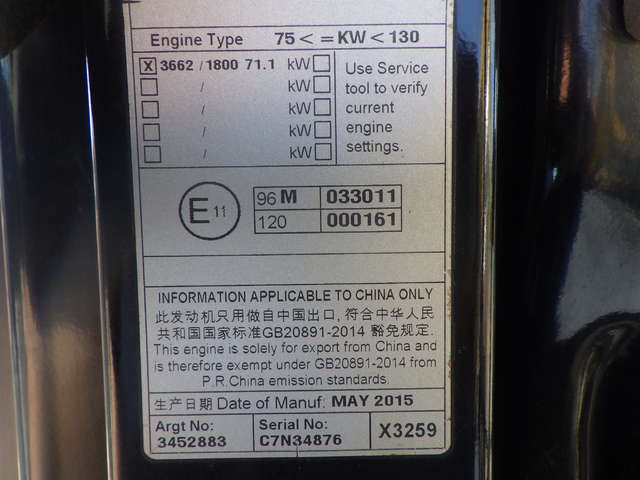 Engine Type 75 < = KW < 130
X 3662 / 1800 71.1 kW
/ kW
/ kW
/ kW
/ kW
Use Service
tool to verify
current
engine
settings.
E 11
96 M 033011
120 000161
INFORMATION APPLICABLE TO CHINA ONLY
此发动机只用做自中国出口, 符合中华人民
共和国国家标准GB20891-2014 豁免规定.
This engine is solely for export from China and
is therefore exempt under GB20891-2014 from
P.R.China emission standards.
生产日期 Date of Manuf: MAY 2015
Argt No:
3452883
Serial No:
C7N34876
X3259